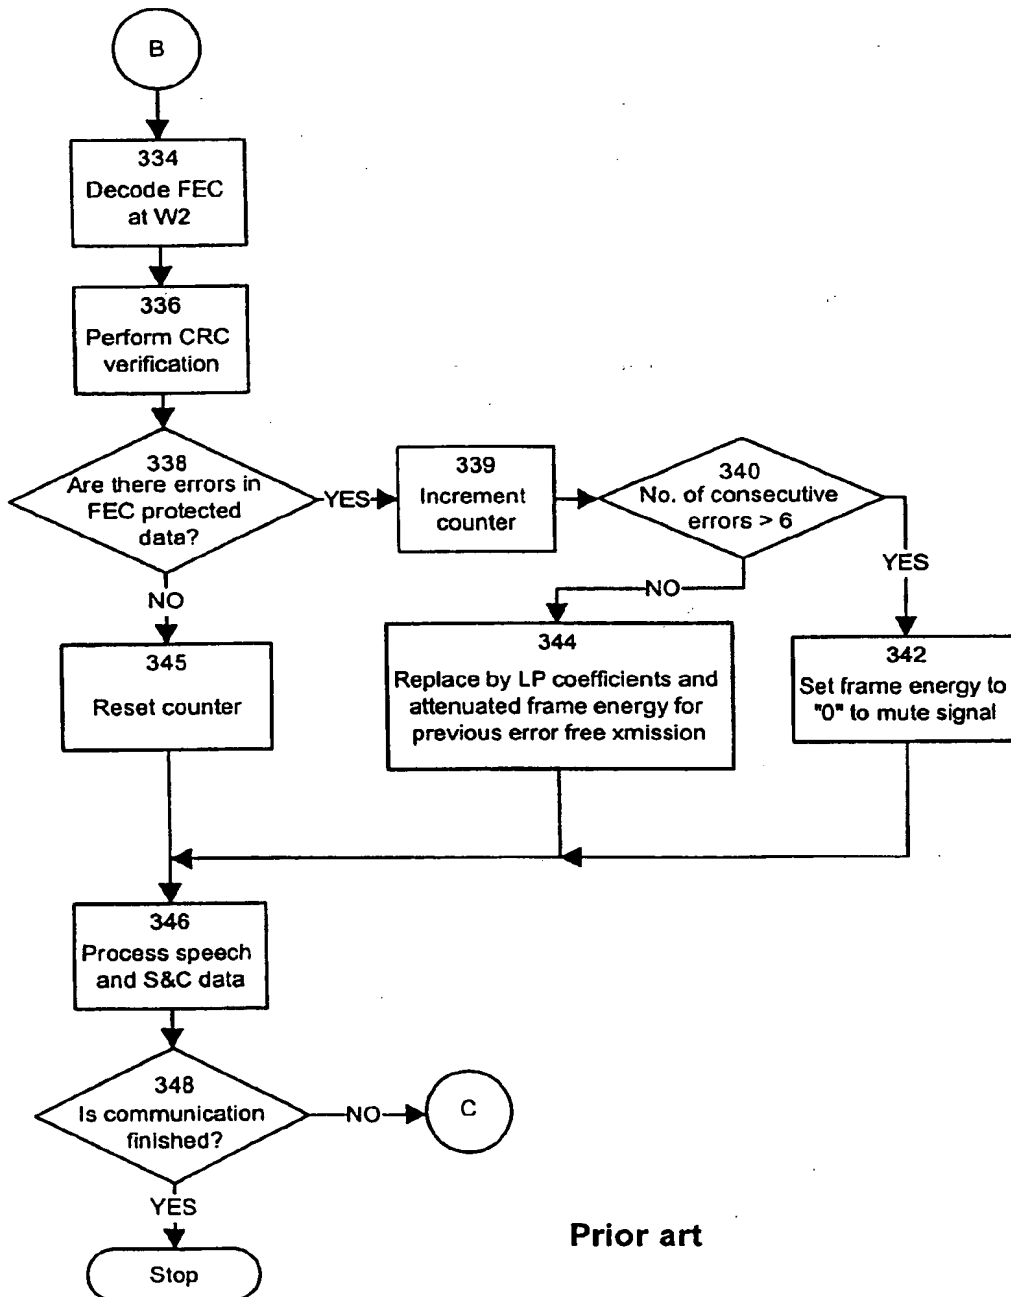 B
334
Decode FEC
at W2
336
Perform CRC
verification
338
Are there errors in
FEC protected
data?
YES
339
Increment
counter
340
No. of consecutive
errors > 6
YES
NO
NO
345
Reset counter
344
Replace by LP coefficients and
attenuated frame energy for
previous error free xmission
342
Set frame energy to
"0" to mute signal
346
Process speech
and S&C data
348
Is communication
finished?
NO
C
YES
Stop
Prior art